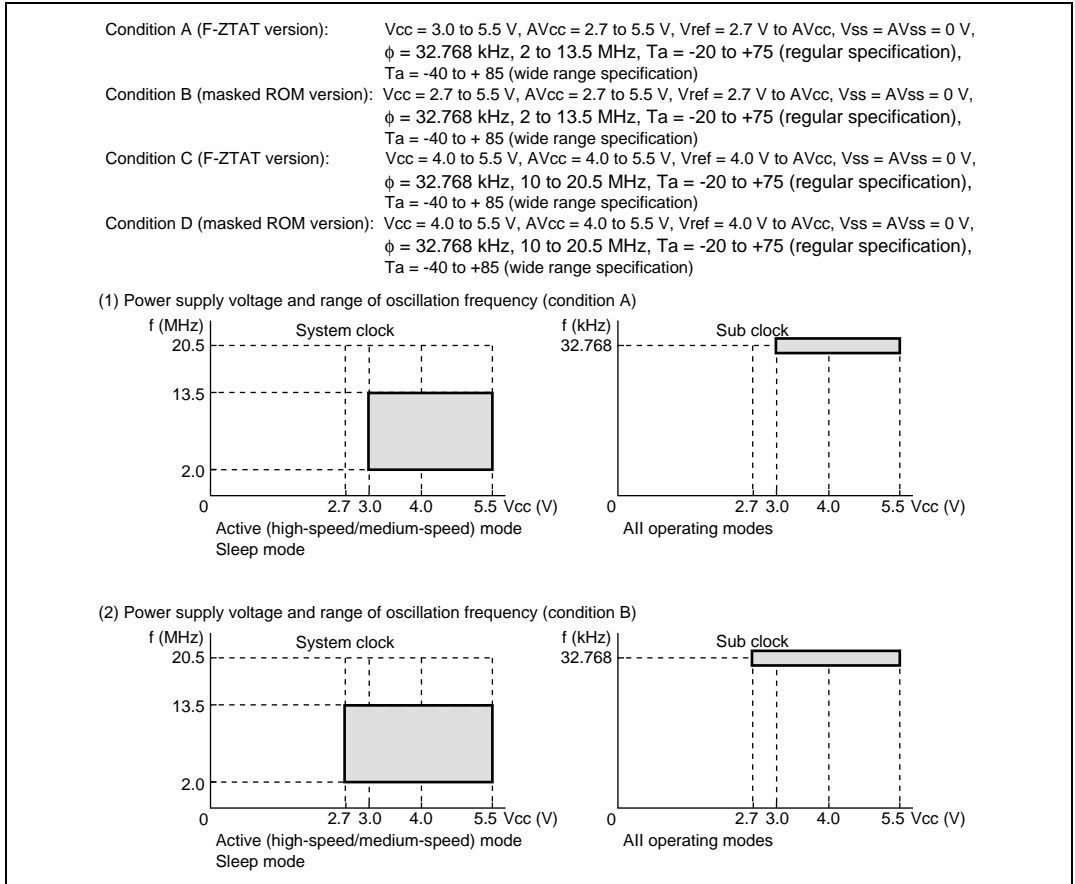 Condition A (F-ZTAT version): Vcc = 3.0 to 5.5 V, AVcc = 2.7 to 5.5 V, Vref = 2.7 V to AVcc, Vss = AVss = 0 V,
ϕ = 32.768 kHz, 2 to 13.5 MHz, Ta = -20 to +75 (regular specification),
Ta = -40 to + 85 (wide range specification)
Condition B (masked ROM version): Vcc = 2.7 to 5.5 V, AVcc = 2.7 to 5.5 V, Vref = 2.7 V to AVcc, Vss = AVss = 0 V,
ϕ = 32.768 kHz, 2 to 13.5 MHz, Ta = -20 to +75 (regular specification),
Ta = -40 to + 85 (wide range specification)
Condition C (F-ZTAT version): Vcc = 4.0 to 5.5 V, AVcc = 4.0 to 5.5 V, Vref = 4.0 V to AVcc, Vss = AVss = 0 V,
ϕ = 32.768 kHz, 10 to 20.5 MHz, Ta = -20 to +75 (regular specification),
Ta = -40 to + 85 (wide range specification)
Condition D (masked ROM version): Vcc = 4.0 to 5.5 V, AVcc = 4.0 to 5.5 V, Vref = 4.0 V to AVcc, Vss = AVss = 0 V,
ϕ = 32.768 kHz, 10 to 20.5 MHz, Ta = -20 to +75 (regular specification),
Ta = -40 to +85 (wide range specification)
(1) Power supply voltage and range of oscillation frequency (condition A)
f (MHz)
System clock
20.5
13.5
2.0
0 2.7 3.0 4.0 5.5 Vcc (V)
Active (high-speed/medium-speed) mode
Sleep mode
f (kHz)
Sub clock
32.768
0 2.7 3.0 4.0 5.5 Vcc (V)
All operating modes
(2) Power supply voltage and range of oscillation frequency (condition B)
f (MHz)
System clock
20.5
13.5
2.0
0 2.7 3.0 4.0 5.5 Vcc (V)
Active (high-speed/medium-speed) mode
Sleep mode
f (kHz)
Sub clock
32.768
0 2.7 3.0 4.0 5.5 Vcc (V)
All operating modes